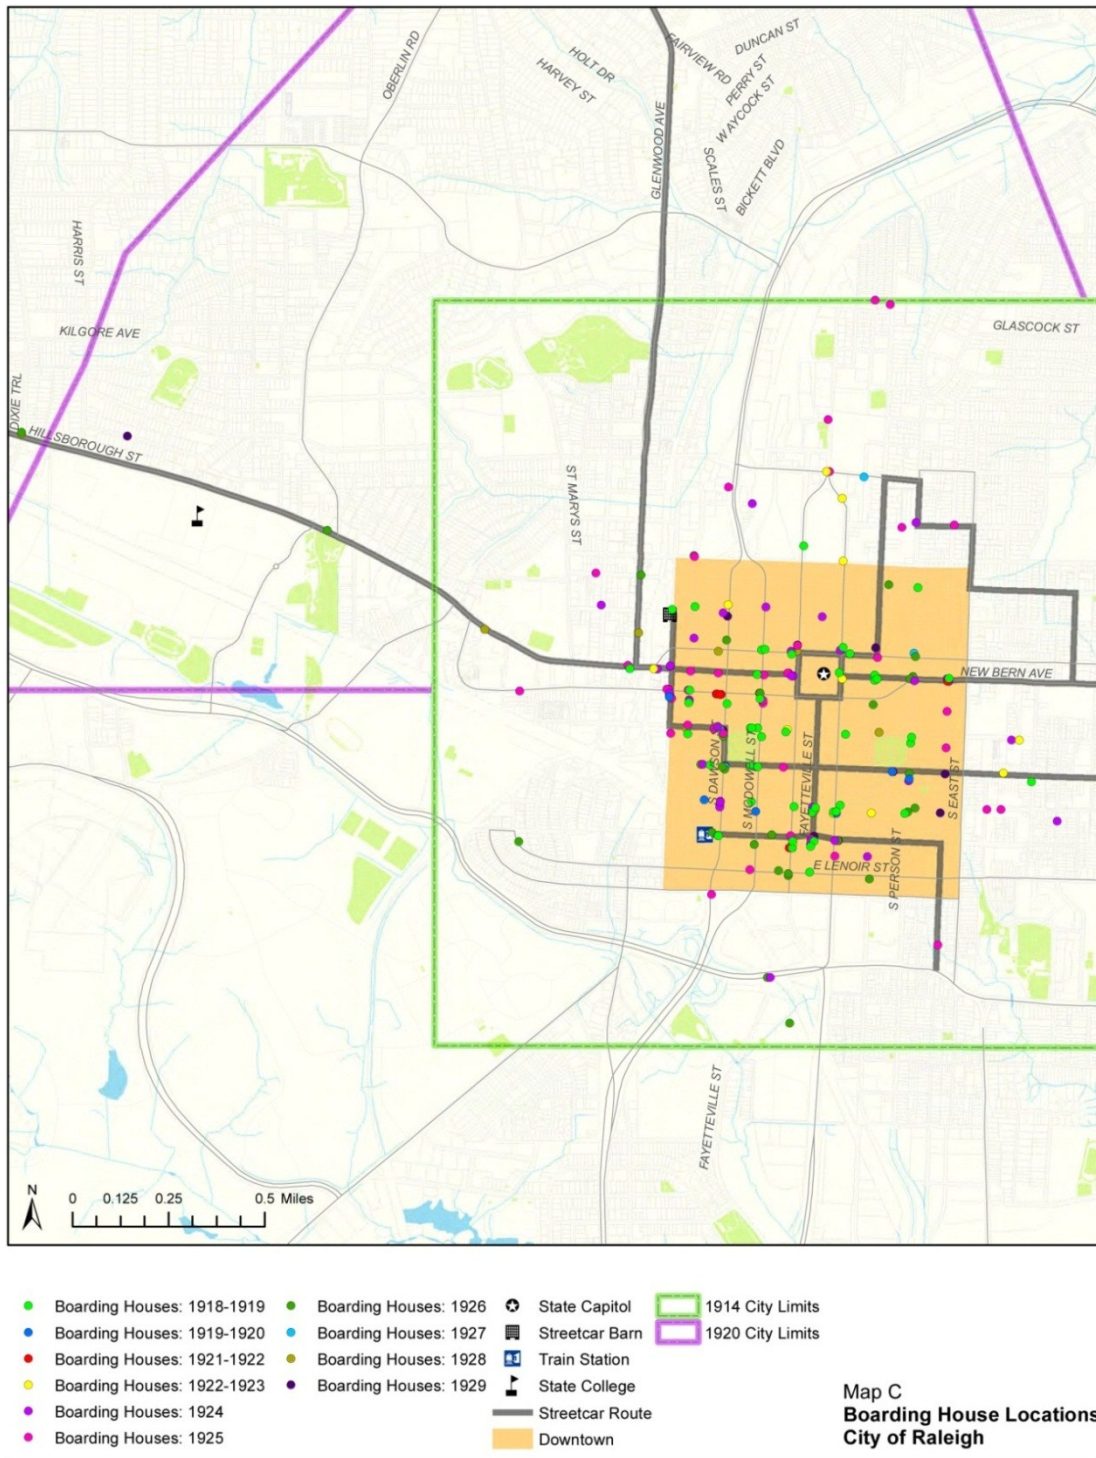 OBERLIN RD
HOLT DR
HARVEY ST
FAIRVIEW RD
DUNCAN ST
PERRY ST
WAYCOCK ST
SCALES ST
BICKETT BLVD
GLENWOOD AVE
HARRIS ST
KILGORE AVE
GLASCOCK ST
DIXIE TRL
HILLSBOROUGH ST
ST MARYS ST
NEW BERN AVE
S DAWSON ST
S MCDOWELL ST
FAYETTEVILLE ST
S EAST ST
E LENOIR ST
S PERSON ST
FAYETTEVILLE ST
N
0 0.125 0.25 0.5 Miles
Boarding Houses: 1918-1919
Boarding Houses: 1919-1920
Boarding Houses: 1921-1922
Boarding Houses: 1922-1923
Boarding Houses: 1924
Boarding Houses: 1925
Boarding Houses: 1926
Boarding Houses: 1927
Boarding Houses: 1928
Boarding Houses: 1929
State Capitol
Streetcar Barn
Train Station
State College
Streetcar Route
Downtown
1914 City Limits
1920 City Limits
Map C
Boarding House Locations
City of Raleigh